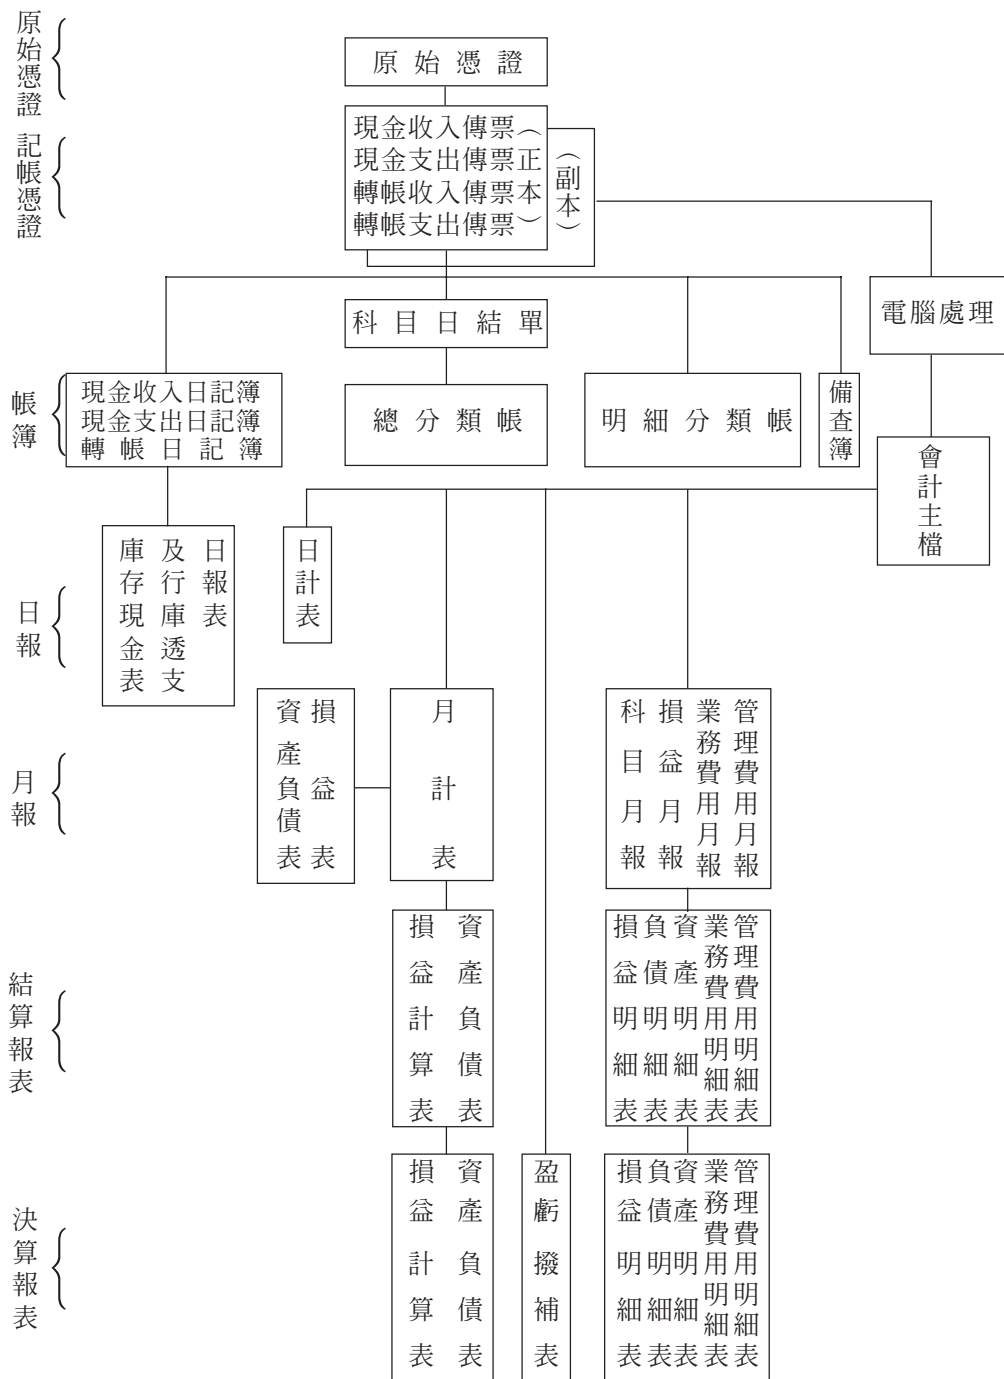 原始憑證
原始憑證
記帳憑證
現金收入傳票（正本）
現金支出傳票
轉帳收入傳票
轉帳支出傳票
（副本）
電腦處理
科目日結單
帳簿
現金收入日記簿
現金支出日記簿
轉帳日記簿
總分類帳
明細分類帳
備查簿
會計主檔
日報
庫存現金表
及行庫透支
日報表
日計表
月報
資產負債表
損益表
月計表
科目月報
損益月報
業務費用月報
管理費用月報
結算報表
損益計算表
資產負債表
損益明細表
負債明細表
資產明細表
業務費用明細表
管理費用明細表
決算報表
損益計算表
資產負債表
盈虧撥補表
損益明細表
負債明細表
資產明細表
業務費用明細表
管理費用明細表